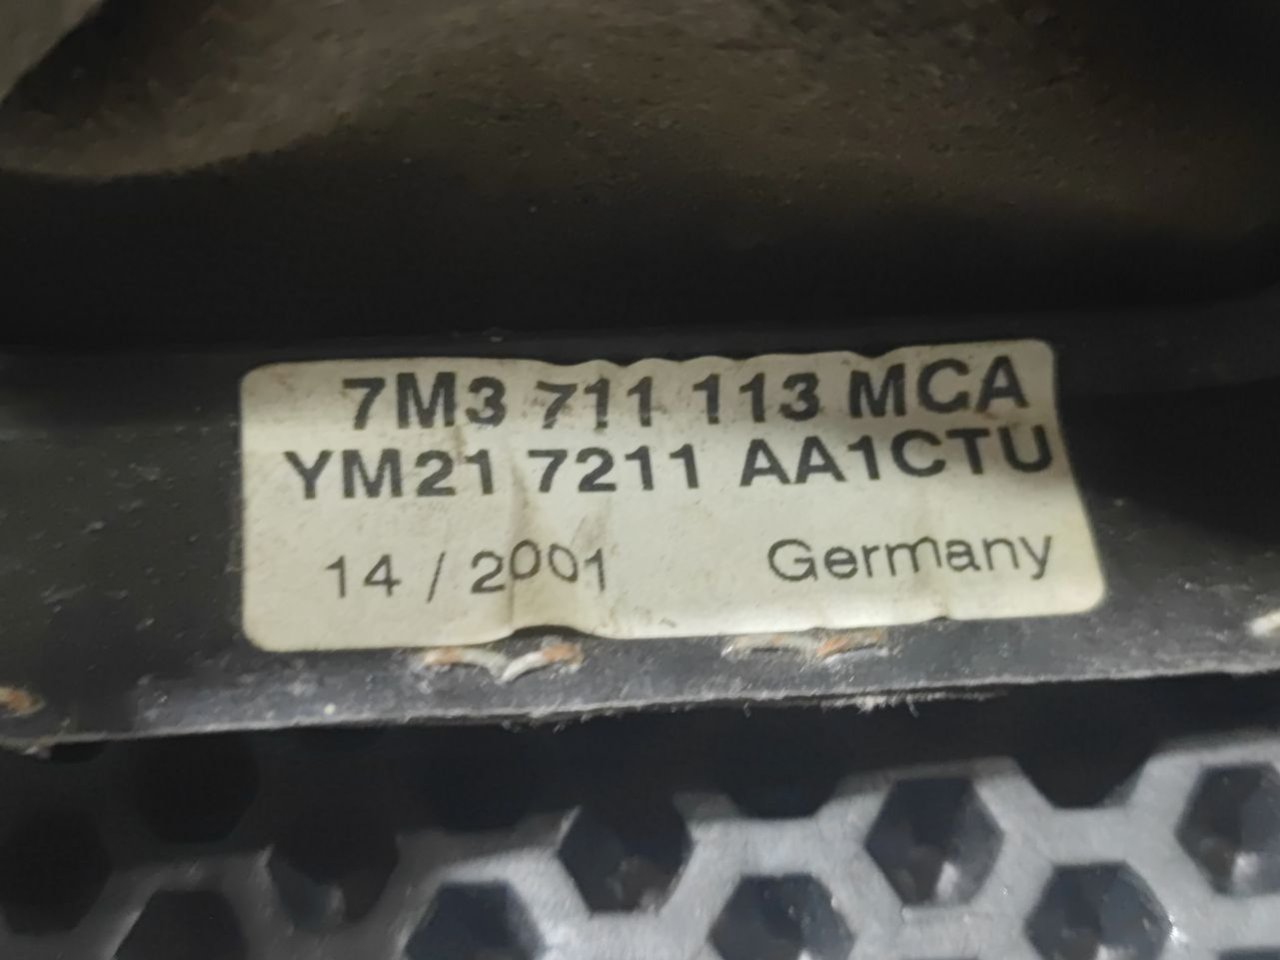 7M3 711 113 MCA
YM21 7211 AA1CTU
14 / 2001 Germany